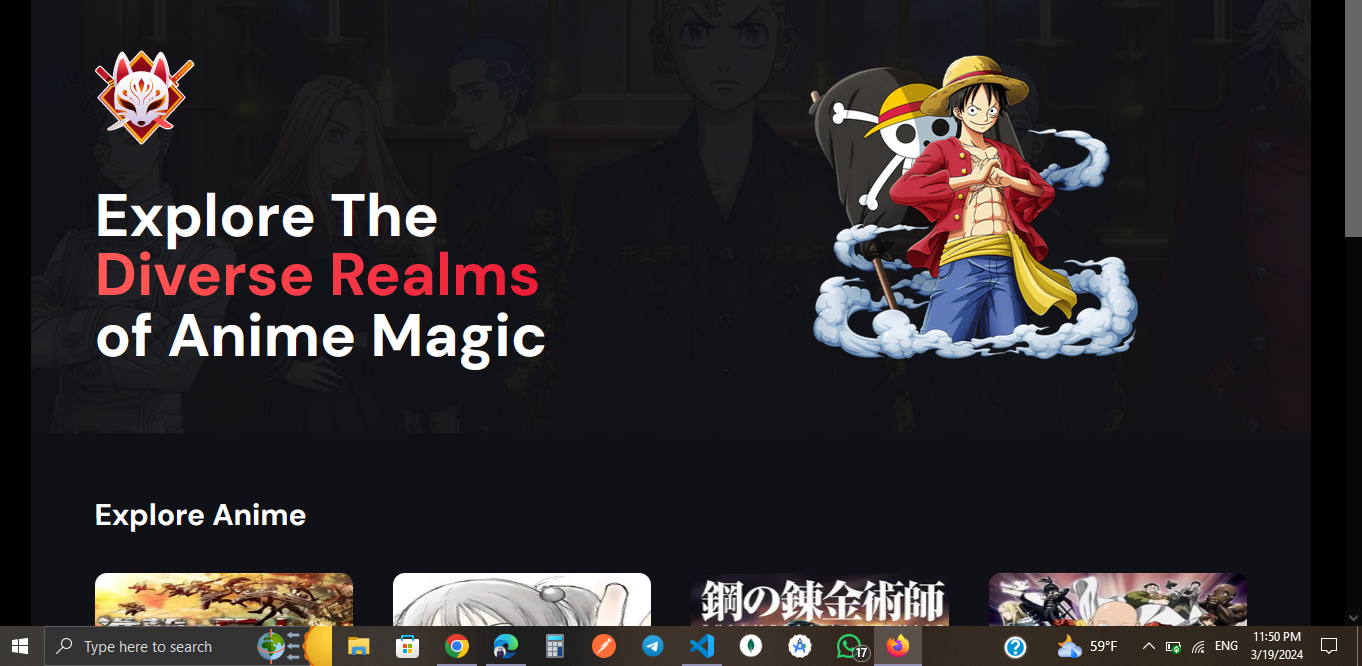 Explore The
Diverse Realms
of Anime Magic
Explore Anime
鋼の錬金術師
Type here to search
17
59°F
ENG
11:50 PM
3/19/2024